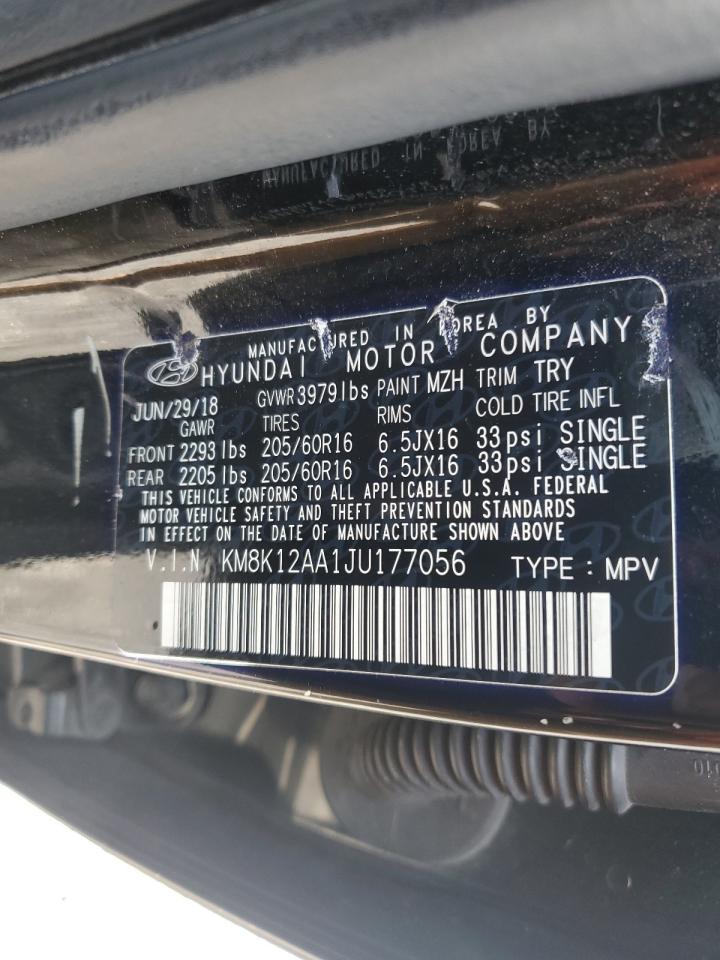 MANUFACTURED IN KOREA BY
HYUNDAI MOTOR COMPANY
JUN/29/18 GVWR 3979lbs PAINT MZH TRIM TRY
GAWR TIRES RIMS COLD TIRE INFL
FRONT 2293 lbs 205/60R16 6.5JX16 33psi SINGLE
REAR 2205 lbs 205/60R16 6.5JX16 33psi SINGLE
THIS VEHICLE CONFORMS TO ALL APPLICABLE U.S.A. FEDERAL
MOTOR VEHICLE SAFETY AND THEFT PREVENTION STANDARDS
IN EFFECT ON THE DATE OF MANUFACTURE SHOWN ABOVE
V.I.N KM8K12AA1JU177056 TYPE : MPV